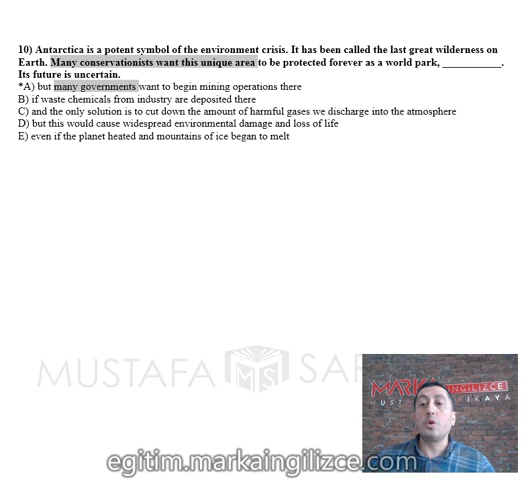 10) Antarctica is a potent symbol of the environment crisis. It has been called the last great wilderness on
Earth. Many conservationists want this unique area to be protected forever as a world park, ____________.
Its future is uncertain.
*A) but many governments want to begin mining operations there
B) if waste chemicals from industry are deposited there
C) and the only solution is to cut down the amount of harmful gases we discharge into the atmosphere
D) but this would cause widespread environmental damage and loss of life
E) even if the planet heated and mountains of ice began to melt
MUSTAFA MS SAR
MARK İNGİLİZCE
MUST RIKAYA
egitim.markaingilizce.com